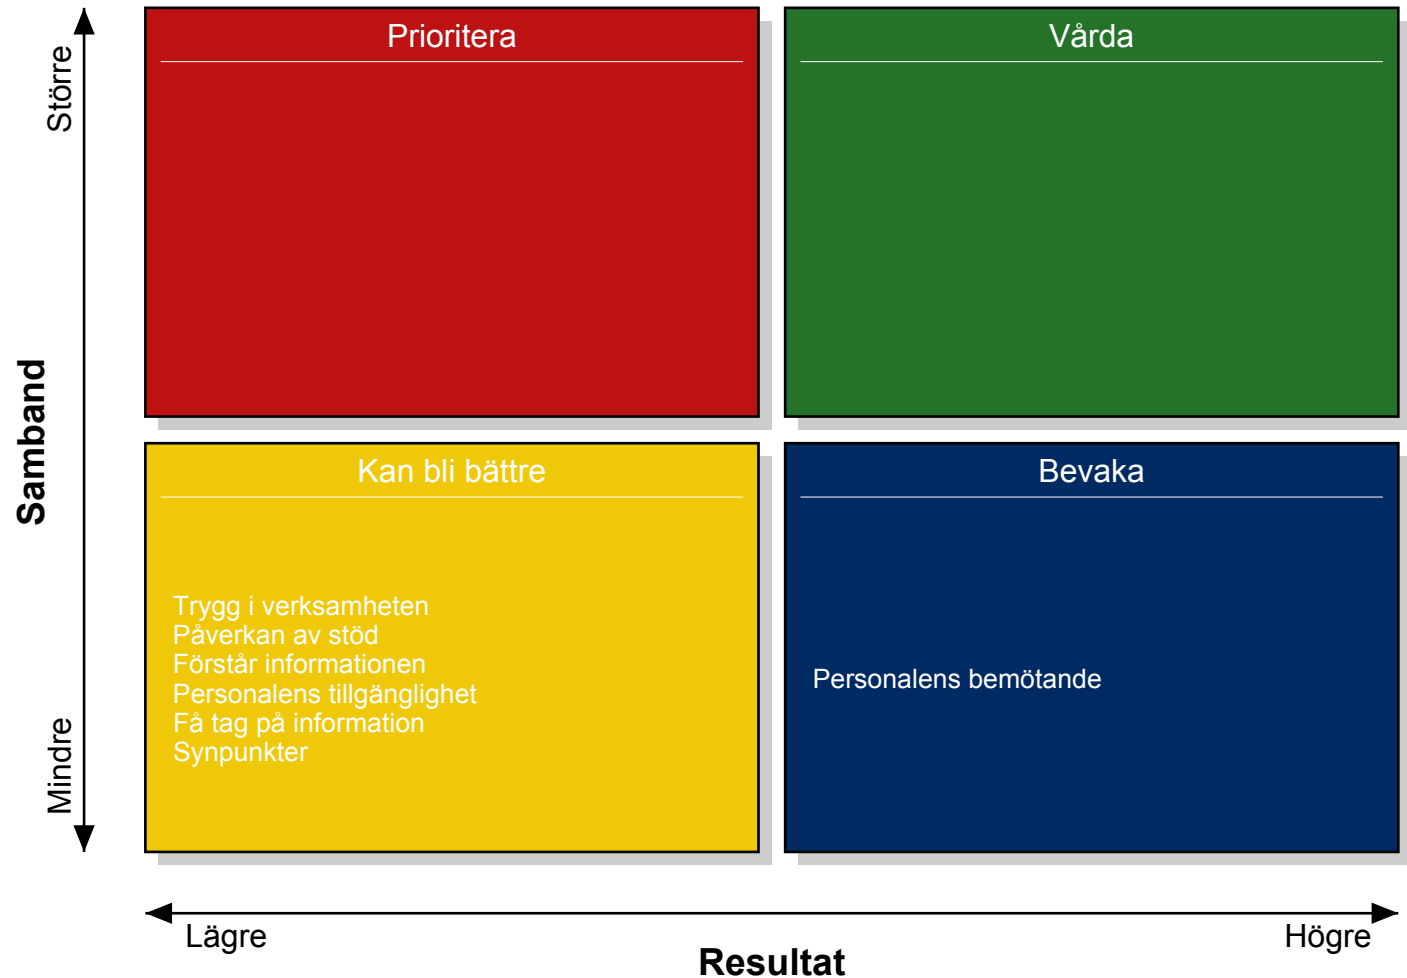 Prioritera
Vårda
Större
Samband
Mindre
Kan bli bättre
Trygg i verksamheten
Påverkan av stöd
Förstår informationen
Personalens tillgänglighet
Få tag på information
Synpunkter
Bevaka
Personalens bemötande
Lägre
Högre
Resultat